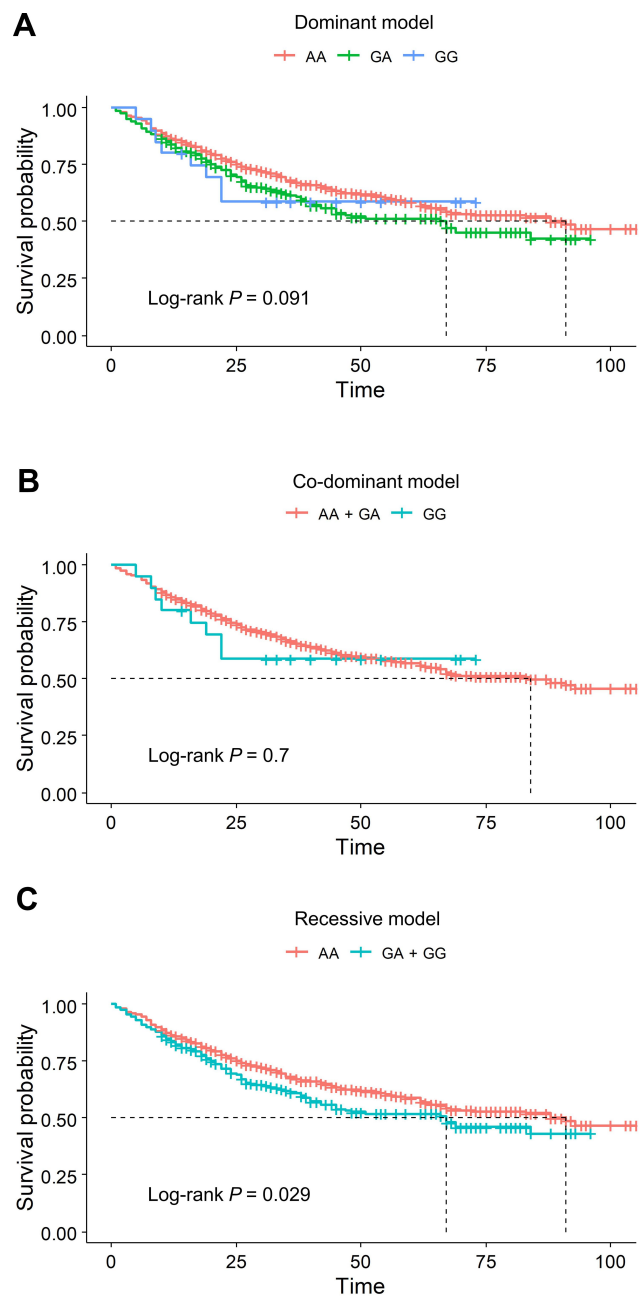 A
Dominant model
AA GA GG
Survival probability
1.00
0.75
0.50
0.25
0.00
Log-rank P = 0.091
0 25 50 75 100
Time
B
Co-dominant model
AA + GA GG
Survival probability
1.00
0.75
0.50
0.25
0.00
Log-rank P = 0.7
0 25 50 75 100
Time
C
Recessive model
AA GA + GG
Survival probability
1.00
0.75
0.50
0.25
0.00
Log-rank P = 0.029
0 25 50 75 100
Time